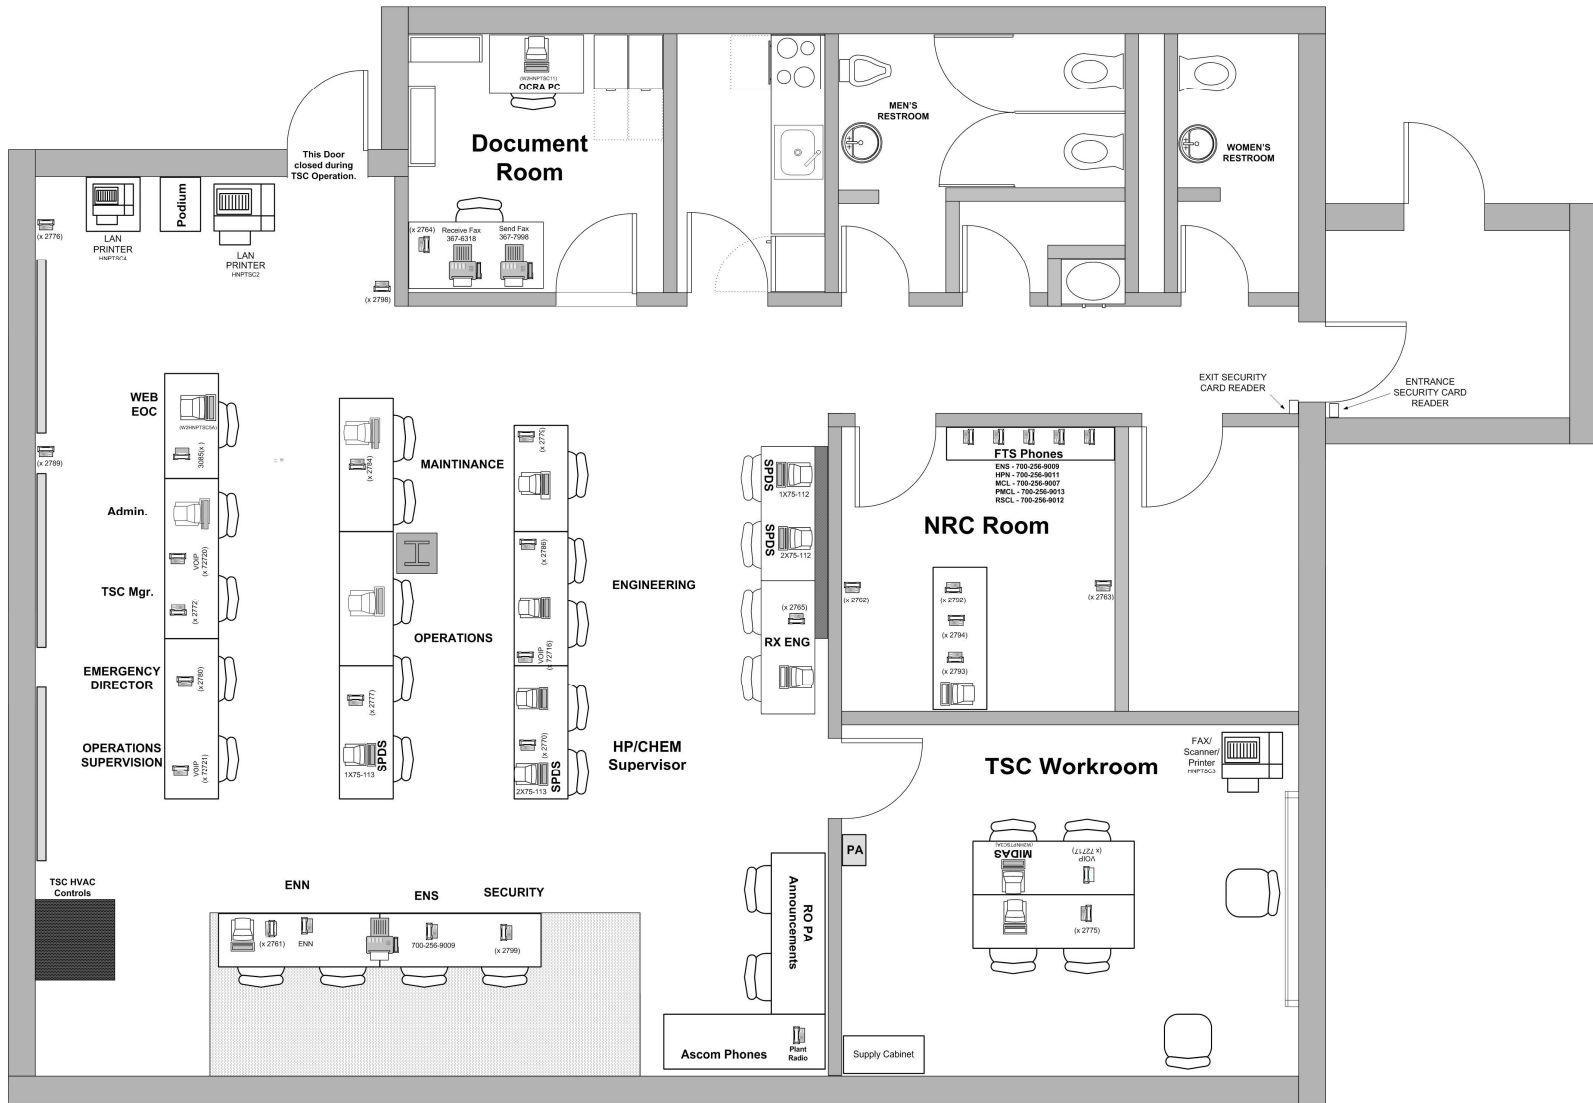 (W2HNPTSC11)
OCRA PC
Document
Room
MEN'S
RESTROOM
WOMEN'S
RESTROOM
This Door
closed during
TSC Operation.
Podium
(x 2776)
LAN
PRINTER
HNPTSC4
LAN
PRINTER
HNPTSC2
(x 2798)
(x 2764)
Receive Fax
367-6318
Send Fax
367-7998
EXIT SECURITY
CARD READER
ENTRANCE
SECURITY CARD
READER
WEB
EOC
(W2HNPTSC5A)
3085(x )
(x 2789)
Admin.
VOIP
(x 72720)
TSC Mgr.
(x 2772
EMERGENCY
DIRECTOR
(x2780)
OPERATIONS
SUPERVISION
VOIP
(x 72721)
(x 2784)
MAINTINANCE
OPERATIONS
(x 2777)
SPDS
1X75-113
(x 2786)
VOIP
(x 72716)
(x 2770)
SPDS
2X75-113
ENGINEERING
HP/CHEM
Supervisor
SPDS
1X75-112
SPDS
2X75-112
(x 2765)
RX ENG
FTS Phones
ENS - 700-256-9009
HPN - 700-256-9011
MCL - 700-256-9007
PMCL - 700-256-9013
RSCL - 700-256-9012
NRC Room
(x 2762)
(x 2792)
(x 2763)
(x 2794)
(x 2793)
TSC Workroom
FAX/
Scanner/
Printer
HNPTSC3
PA
MIDAS
(W2HNPTSC3A)
VOIP
(x 72717)
(x 2775)
TSC HVAC
Controls
ENN
ENS
SECURITY
(x 2761)
ENN
700-256-9009
(x 2799)
RO PA
Announcements
Ascom Phones
Plant
Radio
Supply Cabinet